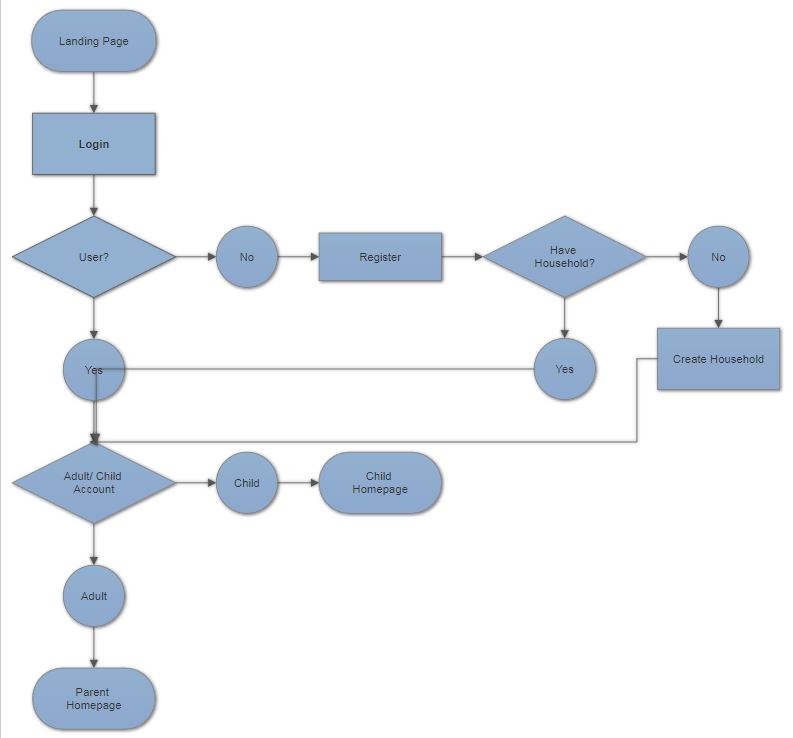 Landing Page
Login
User?
No
Register
Have
Household?
No
Yes
Yes
Create Household
Adult/ Child
Account
Child
Child
Homepage
Adult
Parent
Homepage